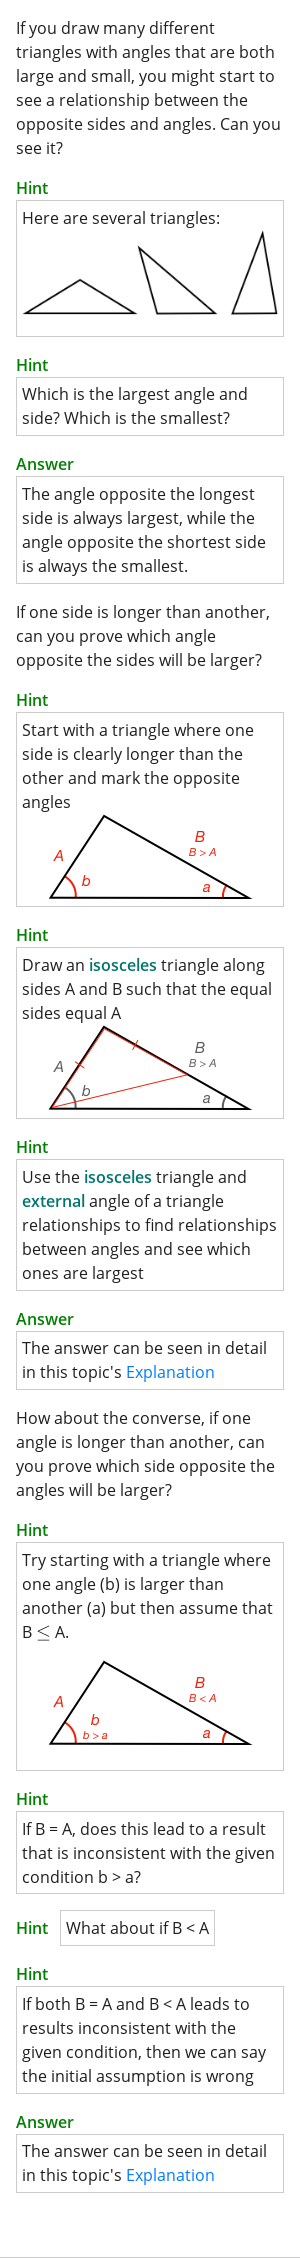 If you draw many different
triangles with angles that are both
large and small, you might start to
see a relationship between the
opposite sides and angles. Can you
see it?
Hint
Here are several triangles:
Hint
Which is the largest angle and
side? Which is the smallest?
Answer
The angle opposite the longest
side is always largest, while the
angle opposite the shortest side
is always the smallest.
If one side is longer than another,
can you prove which angle
opposite the sides will be larger?
Hint
Start with a triangle where one
side is clearly longer than the
other and mark the opposite
angles
B
A
B > A
b
a
Hint
Draw an isosceles triangle along
sides A and B such that the equal
sides equal A
B
A
B > A
b
a
Hint
Use the isosceles triangle and
external angle of a triangle
relationships to find relationships
between angles and see which
ones are largest
Answer
The answer can be seen in detail
in this topic's Explanation
How about the converse, if one
angle is longer than another, can
you prove which side opposite the
angles will be larger?
Hint
Try starting with a triangle where
one angle (b) is larger than
another (a) but then assume that
B ≤ A.
B
A
B < A
b
b > a
a
Hint
If B = A, does this lead to a result
that is inconsistent with the given
condition b > a?
Hint What about if B < A
Hint
If both B = A and B < A leads to
results inconsistent with the
given condition, then we can say
the initial assumption is wrong
Answer
The answer can be seen in detail
in this topic's Explanation